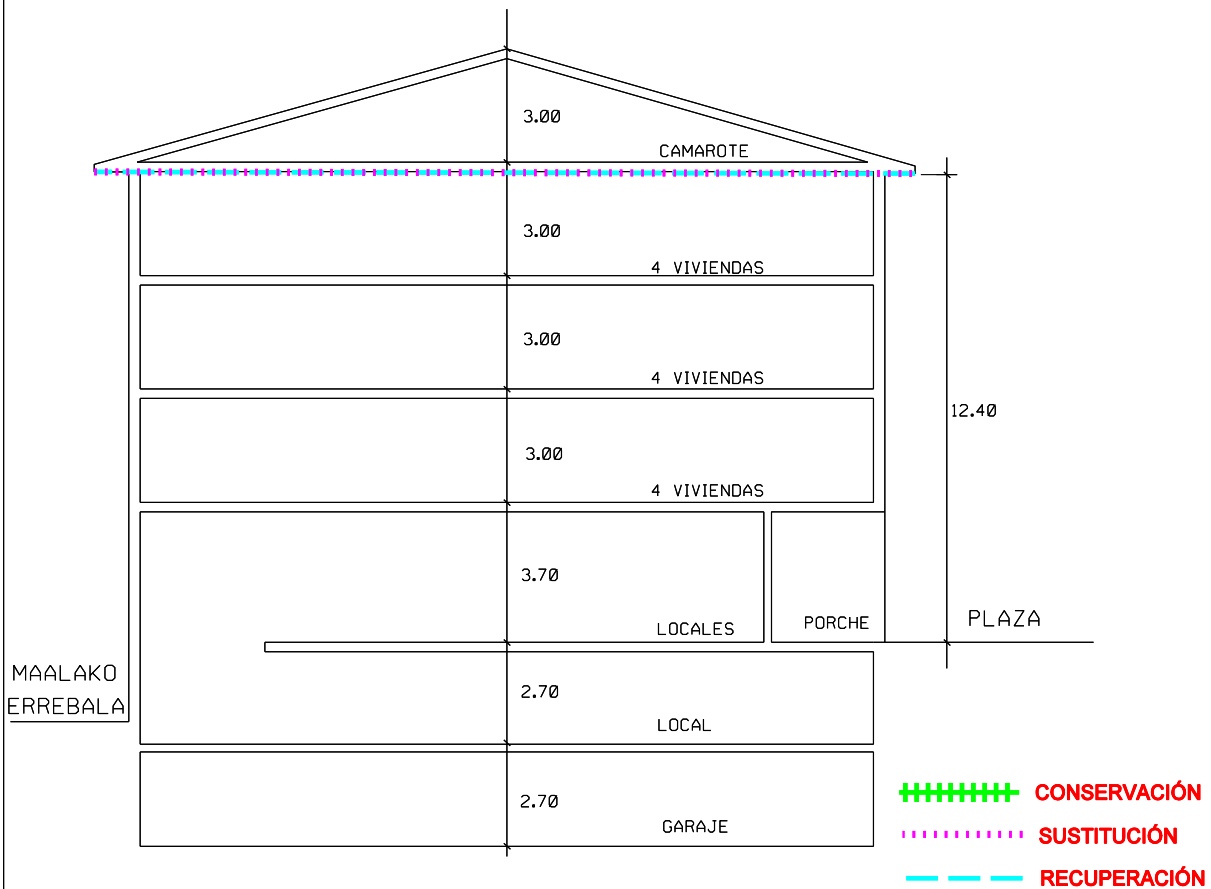 3.00
CAMAROTE
3.00
4 VIVIENDAS
3.00
4 VIVIENDAS
12.40
3.00
4 VIVIENDAS
3.70
LOCALES
PORCHE
PLAZA
MAALAKO
ERREBALA
2.70
LOCAL
2.70
GARAJE
CONSERVACIÓN
SUSTITUCIÓN
RECUPERACIÓN